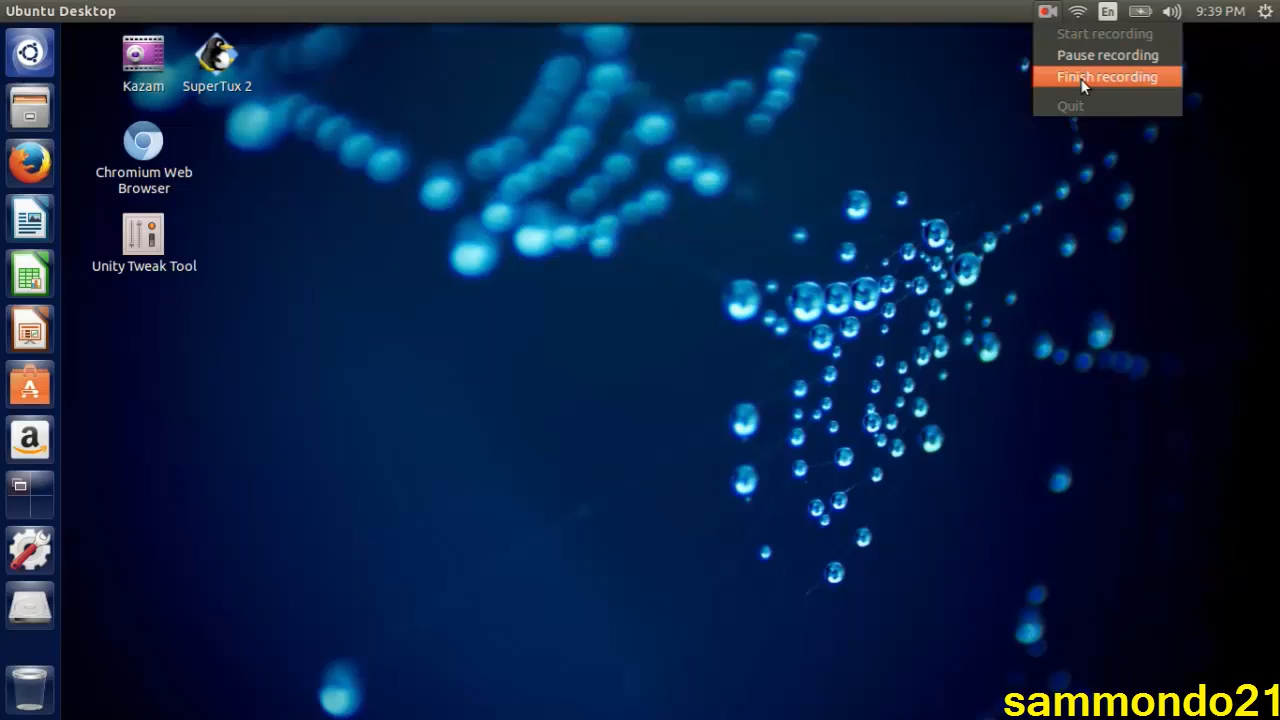 Ubuntu Desktop
En
9:39 PM
Start recording
Pause recording
Finish recording
Quit
Kazam
SuperTux 2
Chromium Web
Browser
Unity Tweak Tool
a
sammondo21